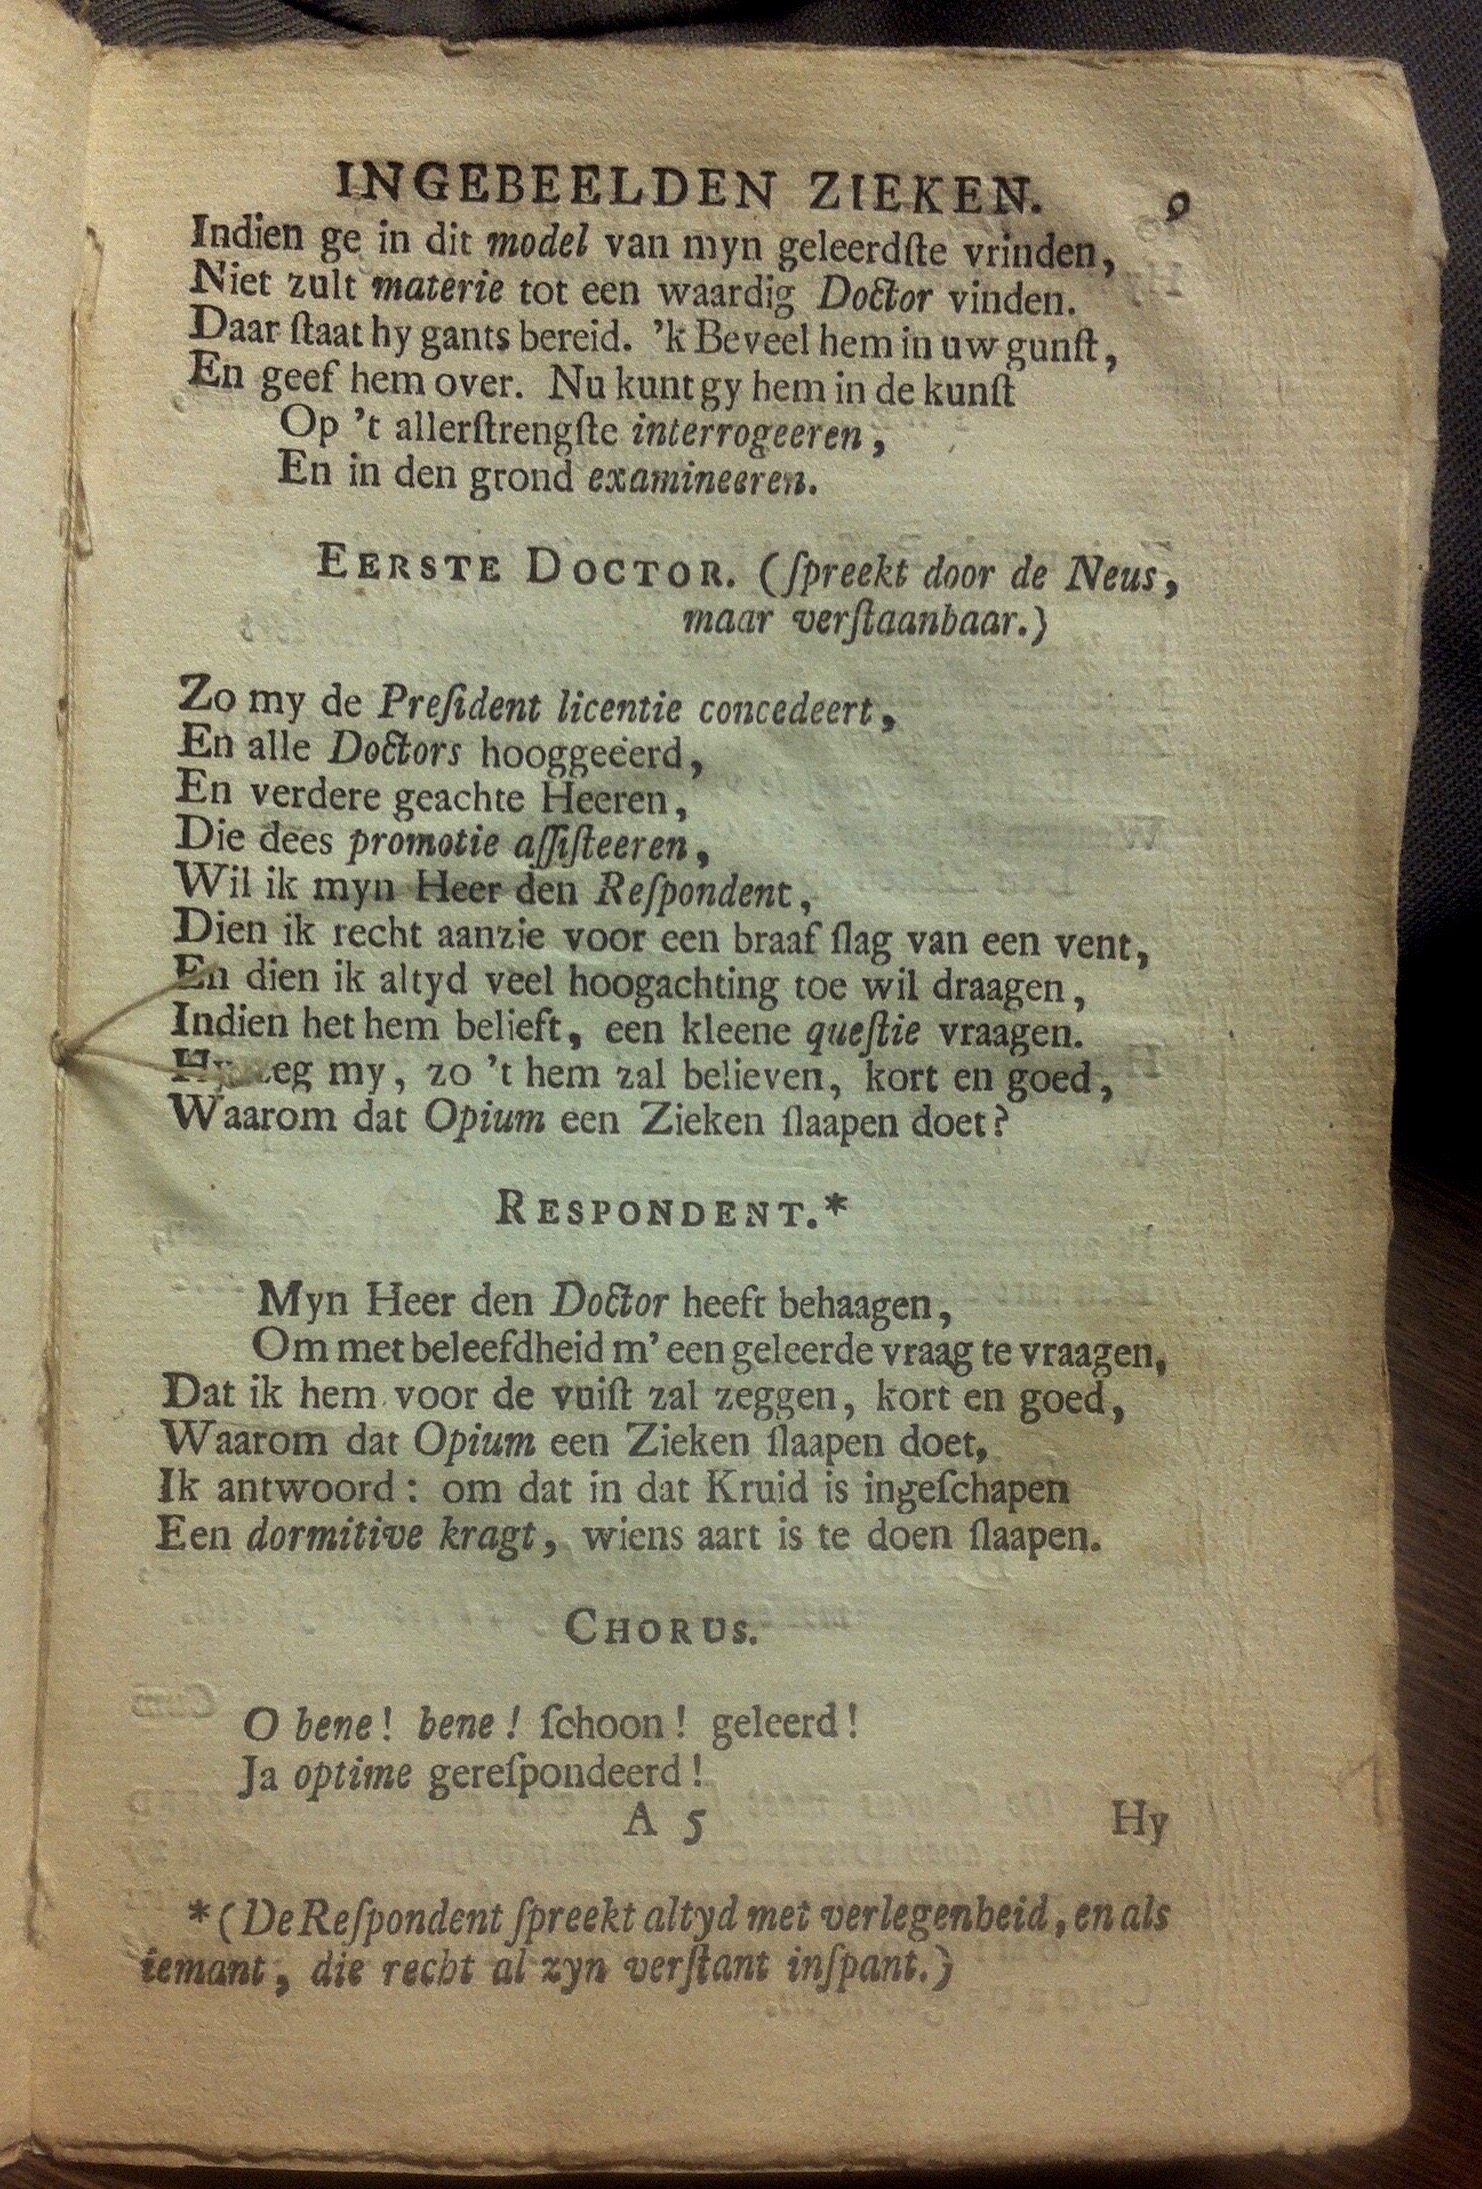 INGEBEELDEN ZIEKEN. 9
Indien ge in dit model van myn geleerdſte vrinden,
Niet zult materie tot een waardig Doctor vinden.
Daar ſtaat hy gants bereid. 'k Beveel hem in uw gunſt,
En geef hem over. Nu kunt gy hem in de kunſt
Op 't allerſtrengſte interrogeeren,
En in den grond examineeren.
EERSTE DOCTOR. (ſpreekt door de Neus,
maar verſtaanbaar.)
Zo my de Preſident licentie concedeert,
En alle Doctors hooggeëerd,
En verdere geachte Heeren,
Die dees promotie aſſiſteeren,
Wil ik myn Heer den Reſpondent,
Dien ik recht aanzie voor een braaf ſlag van een vent,
En dien ik altyd veel hoogachting toe wil draagen,
Indien het hem belieft, een kleene queſtie vraagen.
Hy zeg my, zo 't hem zal believen, kort en goed,
Waarom dat Opium een Zieken ſlaapen doet?
RESPONDENT.*
Myn Heer den Doctor heeft behaagen,
Om met beleefdheid m' een geleerde vraag te vraagen,
Dat ik hem voor de vuiſt zal zeggen, kort en goed,
Waarom dat Opium een Zieken ſlaapen doet,
Ik antwoord: om dat in dat Kruid is ingeſchapen
Een dormitive kragt, wiens aart is te doen ſlaapen.
CHORUS.
O bene! bene! ſchoon! geleerd!
Ja optime gereſpondeerd!
A 5 Hy
*(De Reſpondent ſpreekt altyd met verlegenheid, en als
iemant, die recht al zyn verſtant inſpant.)